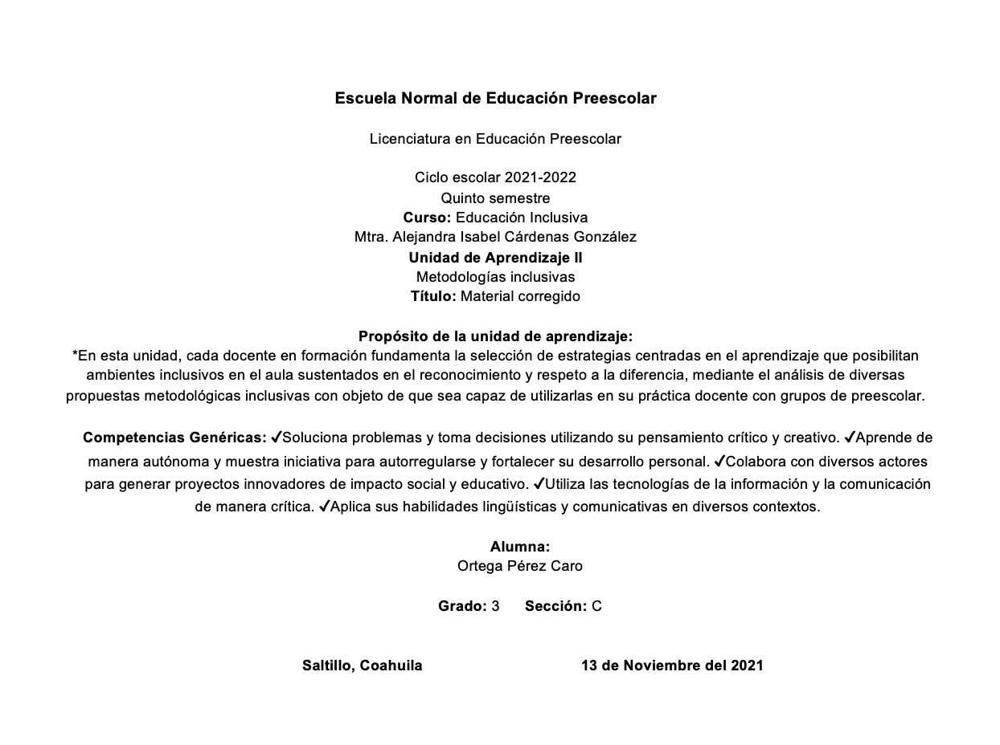 Escuela Normal de Educación Preescolar
Licenciatura en Educación Preescolar
Ciclo escolar 2021-2022
Quinto semestre
Curso: Educación Inclusiva
Mtra. Alejandra Isabel Cárdenas González
Unidad de Aprendizaje II
Metodologías inclusivas
Título: Material corregido
Propósito de la unidad de aprendizaje:
*En esta unidad, cada docente en formación fundamenta la selección de estrategias centradas en el aprendizaje que posibilitan
ambientes inclusivos en el aula sustentados en el reconocimiento y respeto a la diferencia, mediante el análisis de diversas
propuestas metodológicas inclusivas con objeto de que sea capaz de utilizarlas en su práctica docente con grupos de preescolar.
Competencias Genéricas: ✔Soluciona problemas y toma decisiones utilizando su pensamiento crítico y creativo. ✔Aprende de
manera autónoma y muestra iniciativa para autorregularse y fortalecer su desarrollo personal. ✔Colabora con diversos actores
para generar proyectos innovadores de impacto social y educativo. ✔Utiliza las tecnologías de la información y la comunicación
de manera crítica. ✔Aplica sus habilidades lingüísticas y comunicativas en diversos contextos.
Alumna:
Ortega Pérez Caro
Grado: 3 Sección: C
Saltillo, Coahuila 13 de Noviembre del 2021